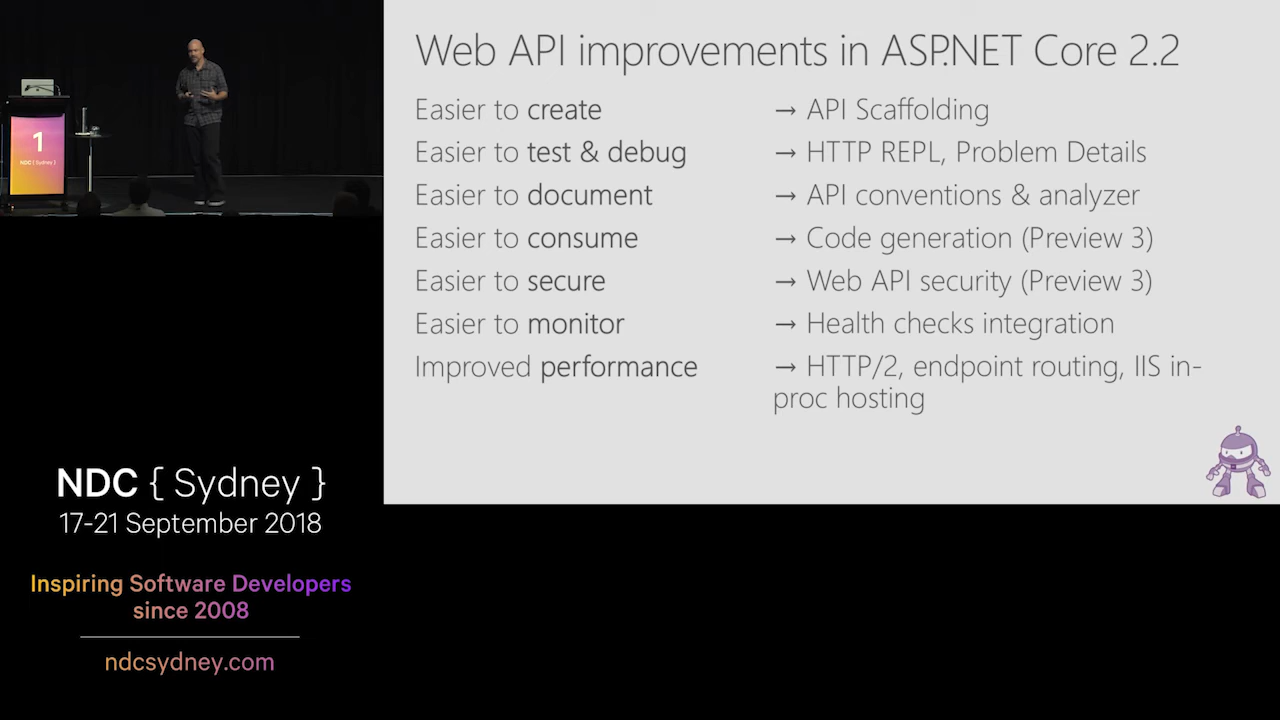 Web API improvements in ASP.NET Core 2.2
Easier to create → API Scaffolding
Easier to test & debug → HTTP REPL, Problem Details
Easier to document → API conventions & analyzer
Easier to consume → Code generation (Preview 3)
Easier to secure → Web API security (Preview 3)
Easier to monitor → Health checks integration
Improved performance → HTTP/2, endpoint routing, IIS in-
proc hosting
1
NDC { Sydney }
NDC { Sydney }
17-21 September 2018
Inspiring Software Developers
since 2008
ndcsydney.com